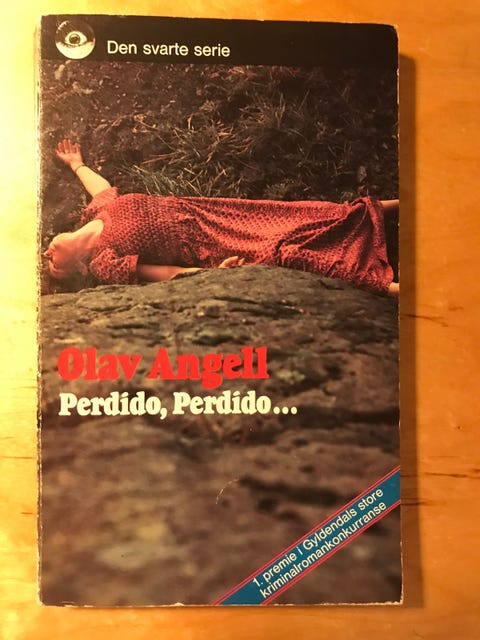 Den svarte serie
Olav Angell
Perdido, Perdido...
1. premie i Gyldendals store
kriminalromankonkurranse